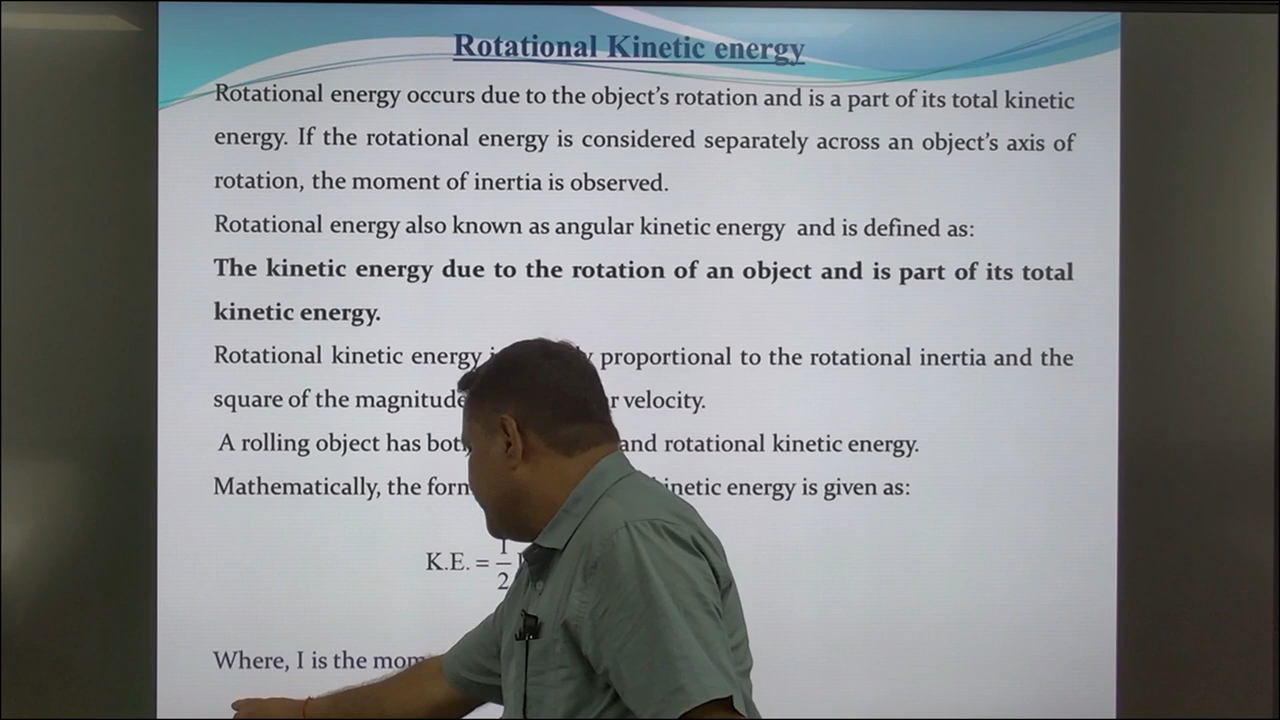 Rotational Kinetic energy
Rotational energy occurs due to the object's rotation and is a part of its total kinetic
energy. If the rotational energy is considered separately across an object's axis of
rotation, the moment of inertia is observed.
Rotational energy also known as angular kinetic energy and is defined as:
The kinetic energy due to the rotation of an object and is part of its total
kinetic energy.
Rotational kinetic energy proportional to the rotational inertia and the
square of the magnitude velocity.
A rolling object has and rotational kinetic energy.
Mathematically, the kinetic energy is given as:
K.E. = 1/2
Where, I is the